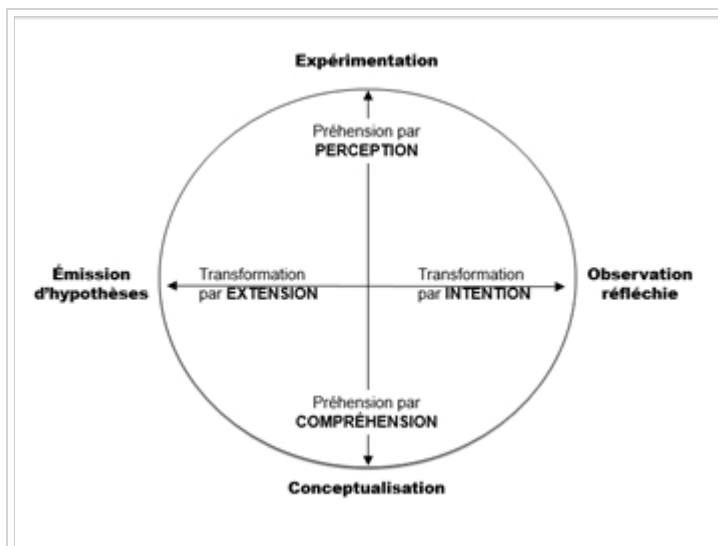 Expérimentation
Préhension par
PERCEPTION
Émission
d'hypothèses
Transformation
par EXTENSION
Transformation
par INTENTION
Observation
réfléchie
Préhension par
COMPRÉHENSION
Conceptualisation